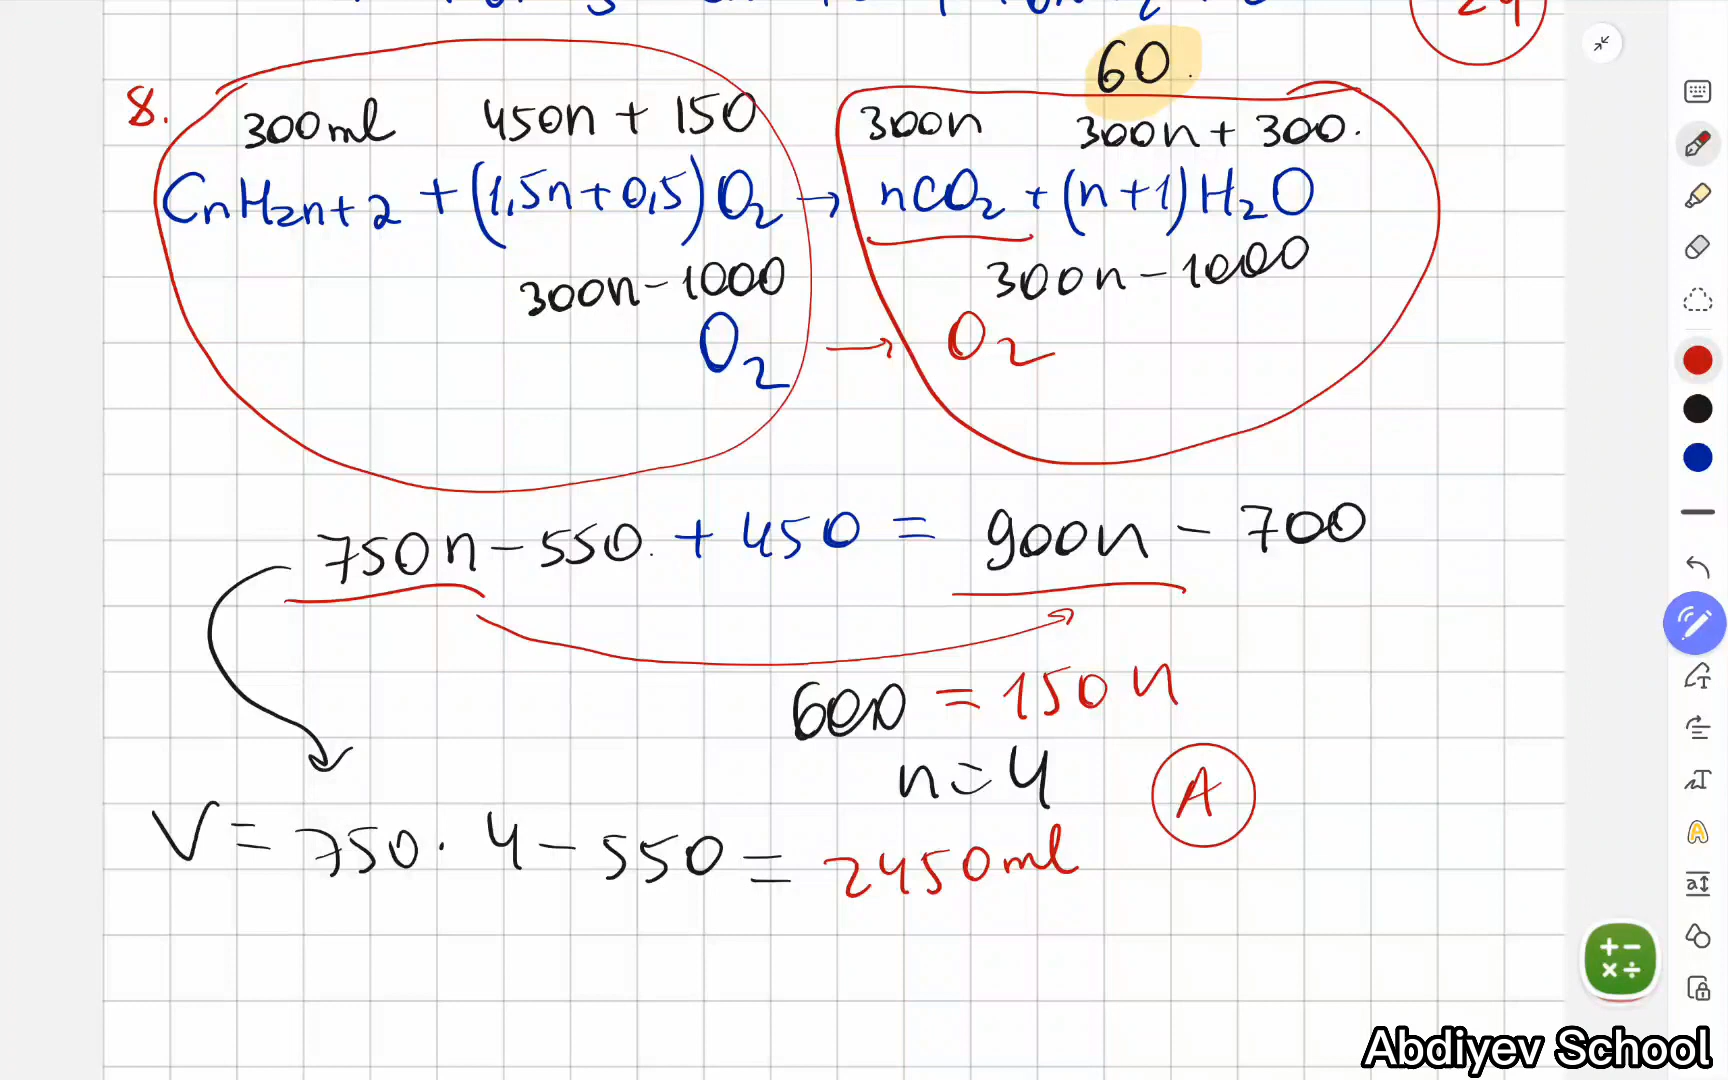 60.
8. 300ml 450n + 150 300n 300n + 300.
CnH2n+2 + (1,5n+0,5)O2 → nCO2 + (n+1)H2O
300n - 1000 300n - 1000
O2 → O2
750n - 550. + 450 = 900n - 700
600 = 150n
n = 4 A
V = 750 · 4 - 550 = 2450ml
Abdiyev School